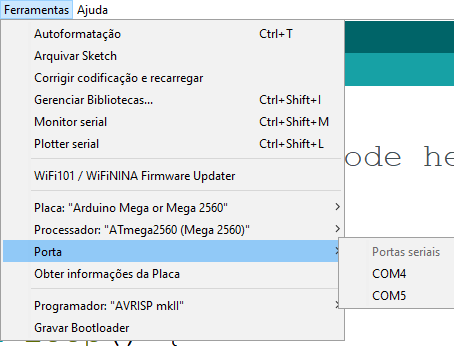 Ferramentas Ajuda
Autoformatação Ctrl+T
Arquivar Sketch
Corrigir codificação e recarregar
Gerenciar Bibliotecas... Ctrl+Shift+I
Monitor serial Ctrl+Shift+M
Plotter serial Ctrl+Shift+L
ode he
WiFi101 / WiFiNINA Firmware Updater
Placa: "Arduino Mega or Mega 2560"
Processador: "ATmega2560 (Mega 2560)"
Porta
Portas seriais
Obter informações da Placa
COM4
COM5
Programador: "AVRISP mkII"
Gravar Bootloader